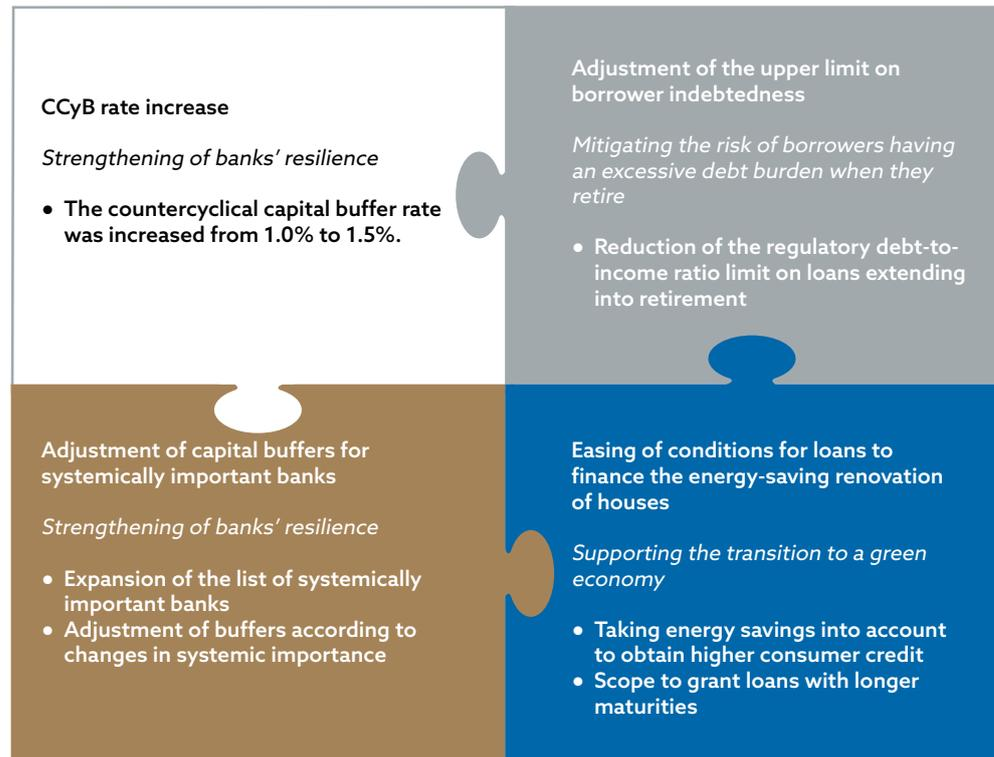 CCyB rate increase
Strengthening of banks' resilience
● The countercyclical capital buffer rate
was increased from 1.0% to 1.5%.
Adjustment of the upper limit on
borrower indebtedness
Mitigating the risk of borrowers having
an excessive debt burden when they
retire
● Reduction of the regulatory debt-to-
income ratio limit on loans extending
into retirement
Adjustment of capital buffers for
systemically important banks
Strengthening of banks' resilience
● Expansion of the list of systemically
important banks
● Adjustment of buffers according to
changes in systemic importance
Easing of conditions for loans to
finance the energy-saving renovation
of houses
Supporting the transition to a green
economy
● Taking energy savings into account
to obtain higher consumer credit
● Scope to grant loans with longer
maturities